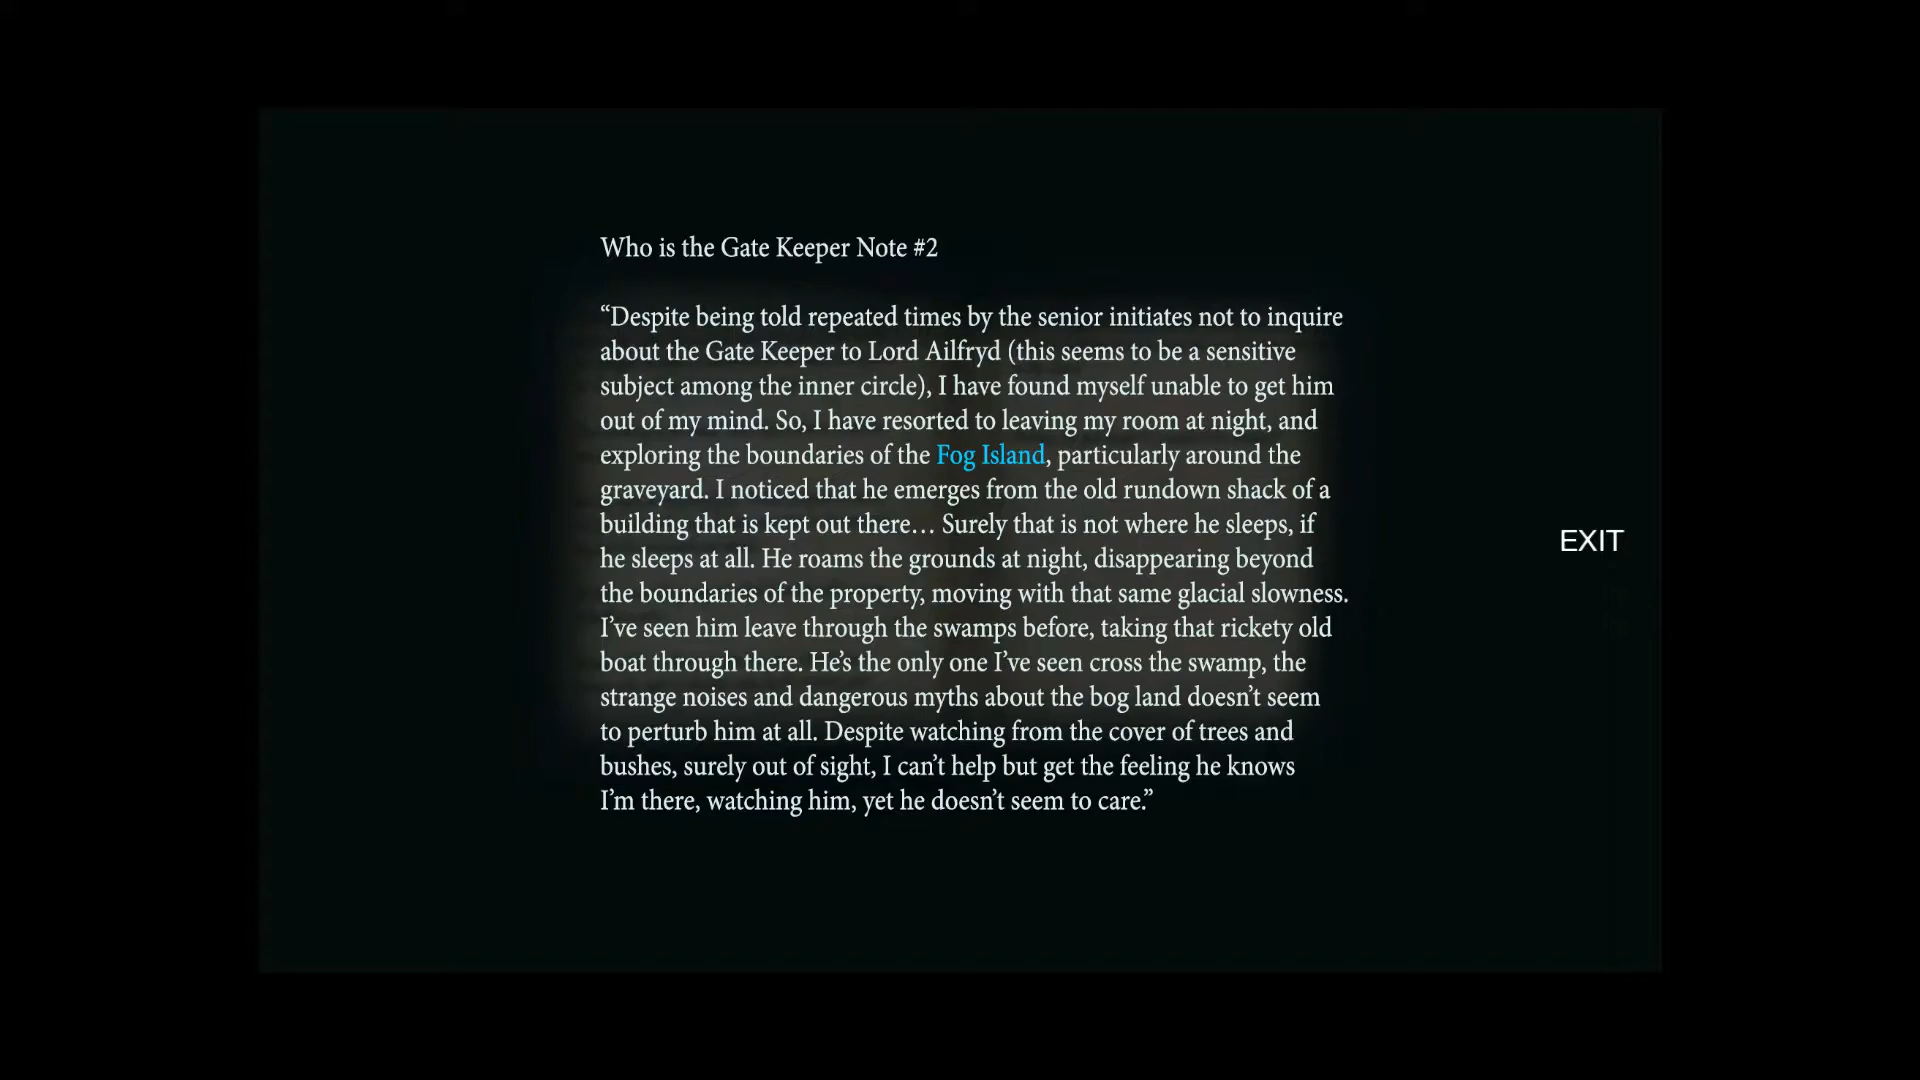 Who is the Gate Keeper Note #2
“Despite being told repeated times by the senior initiates not to inquire
about the Gate Keeper to Lord Ailfryd (this seems to be a sensitive
subject among the inner circle), I have found myself unable to get him
out of my mind. So, I have resorted to leaving my room at night, and
exploring the boundaries of the Fog Island, particularly around the
graveyard. I noticed that he emerges from the old rundown shack of a
building that is kept out there… Surely that is not where he sleeps, if
he sleeps at all. He roams the grounds at night, disappearing beyond
the boundaries of the property, moving with that same glacial slowness.
I’ve seen him leave through the swamps before, taking that rickety old
boat through there. He’s the only one I’ve seen cross the swamp, the
strange noises and dangerous myths about the bog land doesn’t seem
to perturb him at all. Despite watching from the cover of trees and
bushes, surely out of sight, I can’t help but get the feeling he knows
I’m there, watching him, yet he doesn’t seem to care.”
EXIT